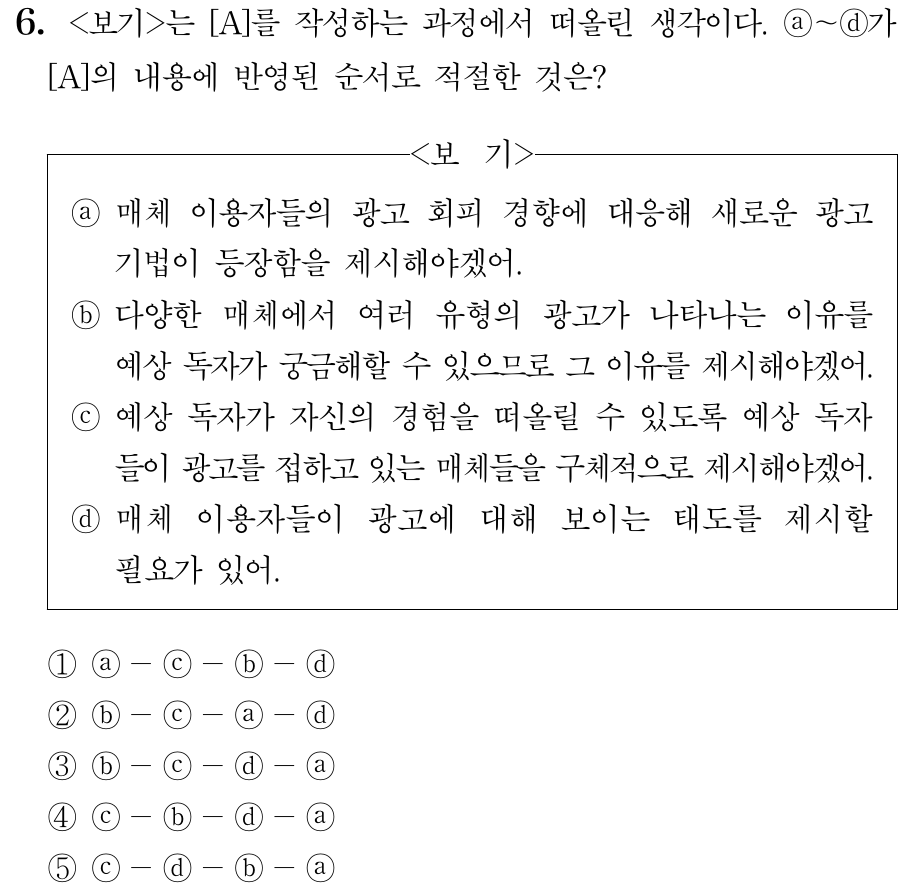 6. <보기>는 [A]를 작성하는 과정에서 떠올린 생각이다. ⓐ~ⓓ가
[A]의 내용에 반영된 순서로 적절한 것은?
<보 기>
ⓐ 매체 이용자들의 광고 회피 경향에 대응해 새로운 광고
기법이 등장함을 제시해야겠어.
ⓑ 다양한 매체에서 여러 유형의 광고가 나타나는 이유를
예상 독자가 궁금해할 수 있으므로 그 이유를 제시해야겠어.
ⓒ 예상 독자가 자신의 경험을 떠올릴 수 있도록 예상 독자
들이 광고를 접하고 있는 매체들을 구체적으로 제시해야겠어.
ⓓ 매체 이용자들이 광고에 대해 보이는 태도를 제시할
필요가 있어.
① ⓐ - ⓒ - ⓑ - ⓓ
② ⓑ - ⓒ - ⓐ - ⓓ
③ ⓑ - ⓒ - ⓓ - ⓐ
④ ⓒ - ⓑ - ⓓ - ⓐ
⑤ ⓒ - ⓓ - ⓑ - ⓐ